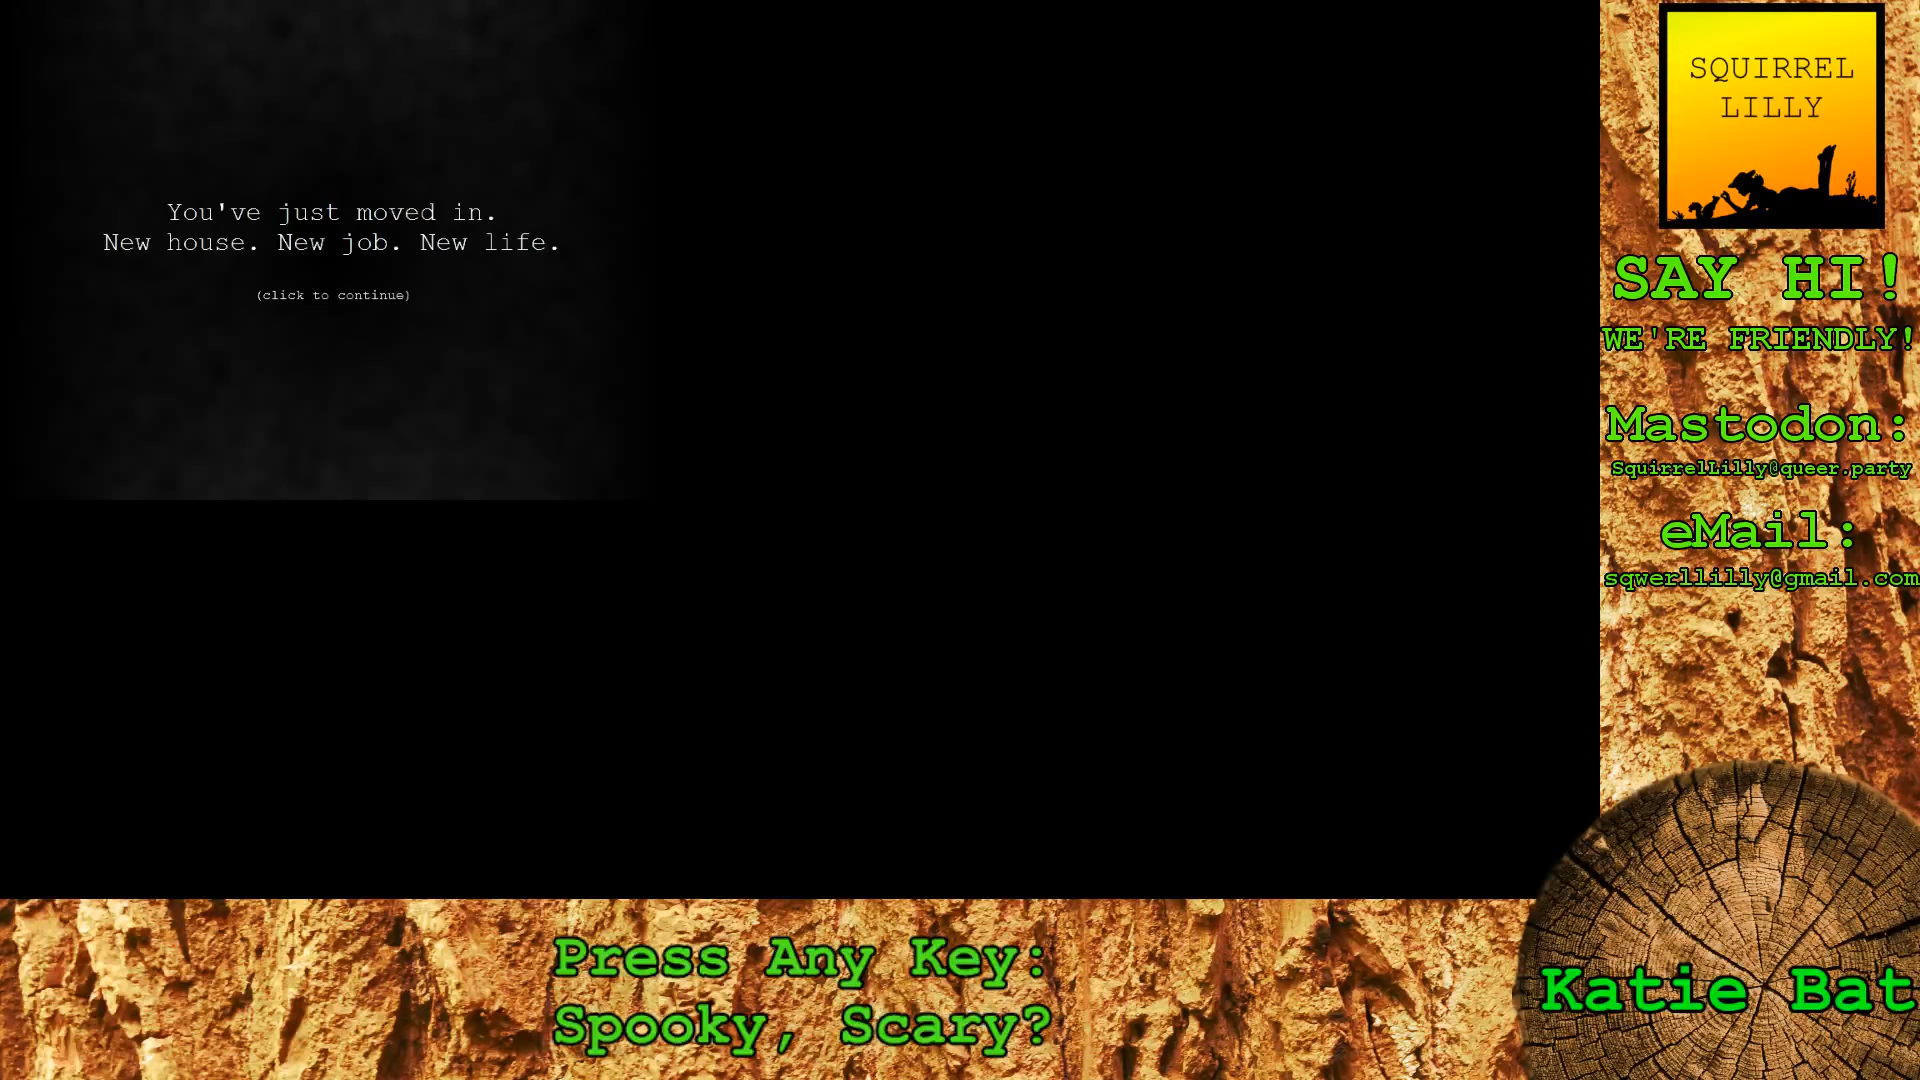 You've just moved in.
New house. New job. New life.
(click to continue)
SQUIRREL
LILLY
SAY HI!
WE'RE FRIENDLY!
Mastodon:
SquirrelLilly@queer.party
eMail:
sqwerllilly@gmail.com
Press Any Key:
Spooky, Scary?
Katie Bat